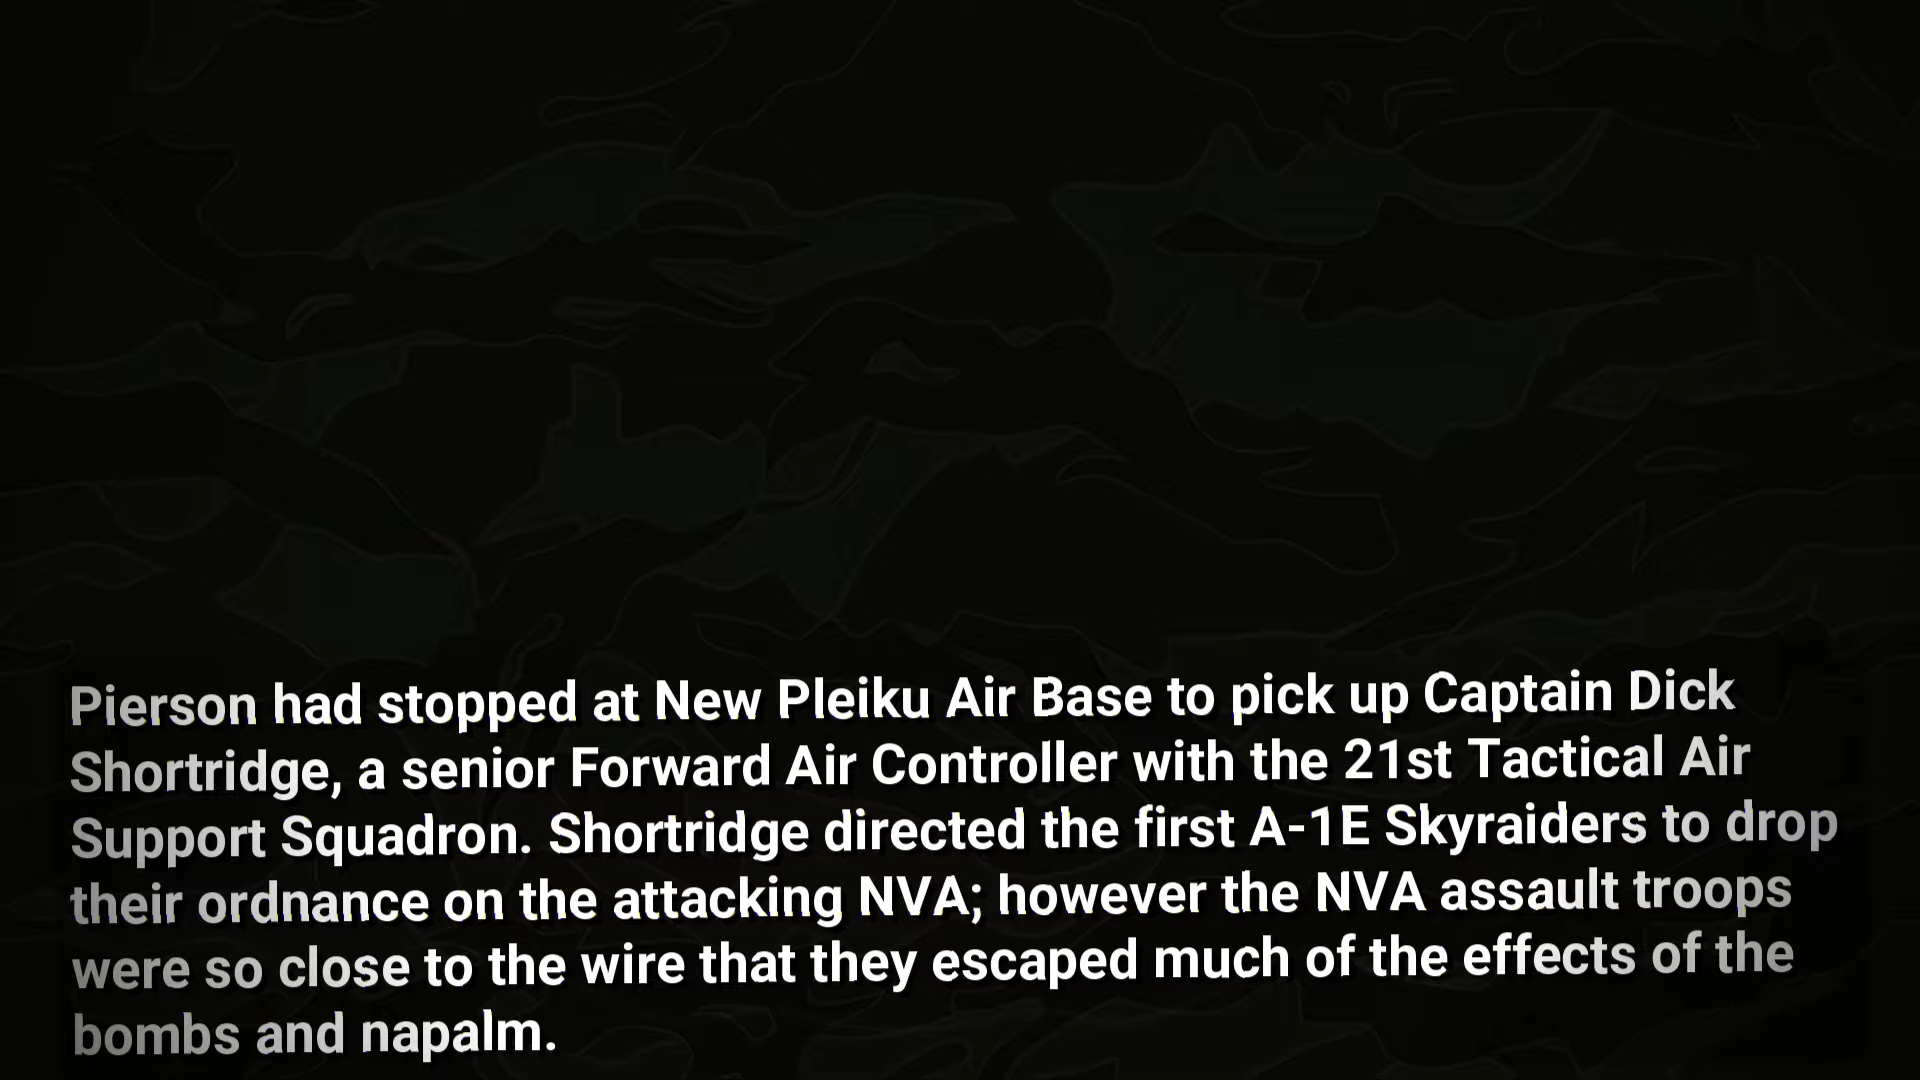 Pierson had stopped at New Pleiku Air Base to pick up Captain Dick
Shortridge, a senior Forward Air Controller with the 21st Tactical Air
Support Squadron. Shortridge directed the first A-1E Skyraiders to drop
their ordnance on the attacking NVA; however the NVA assault troops
were so close to the wire that they escaped much of the effects of the
bombs and napalm.